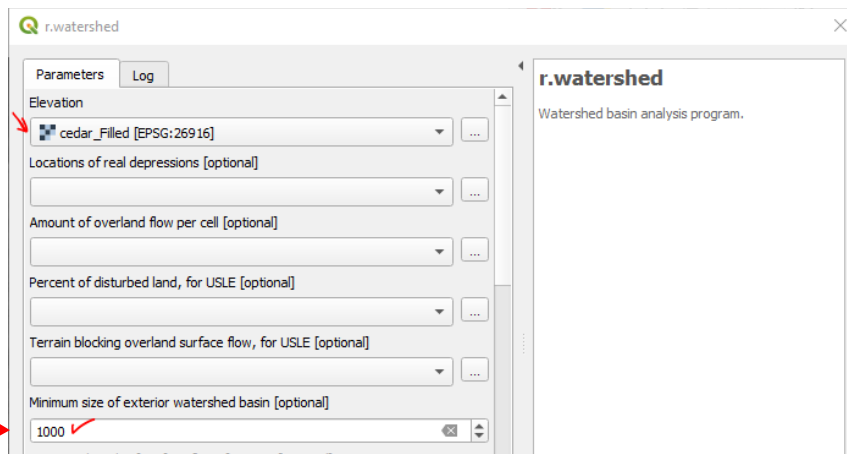 r.watershed
Parameters
Log
r.watershed
Watershed basin analysis program.
Elevation
cedar_Filled [EPSG:26916]
...
Locations of real depressions [optional]
...
Amount of overland flow per cell [optional]
...
Percent of disturbed land, for USLE [optional]
...
Terrain blocking overland surface flow, for USLE [optional]
...
Minimum size of exterior watershed basin [optional]
1000